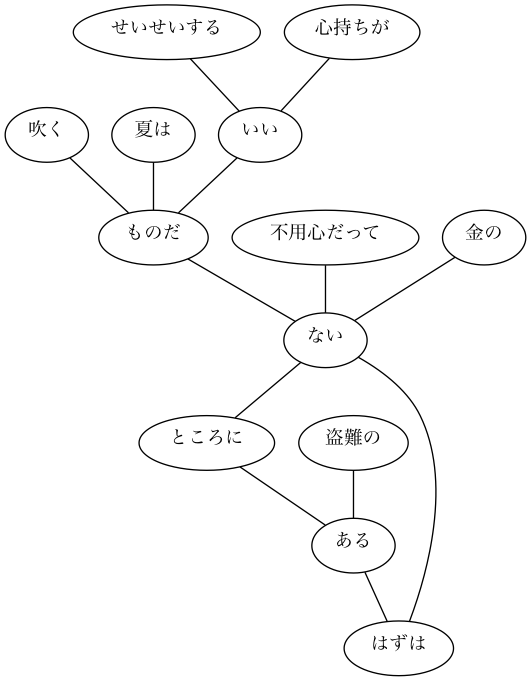 せいせいする
心持ちが
吹く
夏は
いい
ものだ
不用心だって
金の
ない
ところに
盗難の
ある
はずは